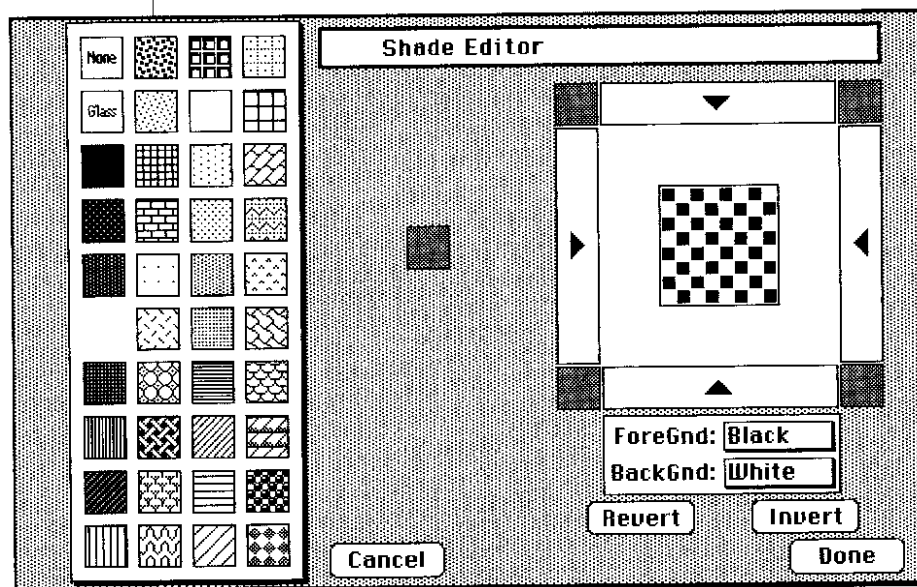 Shade Editor
None
Glass
ForeGnd: Black
BackGnd: White
Revert Invert
Cancel
Done